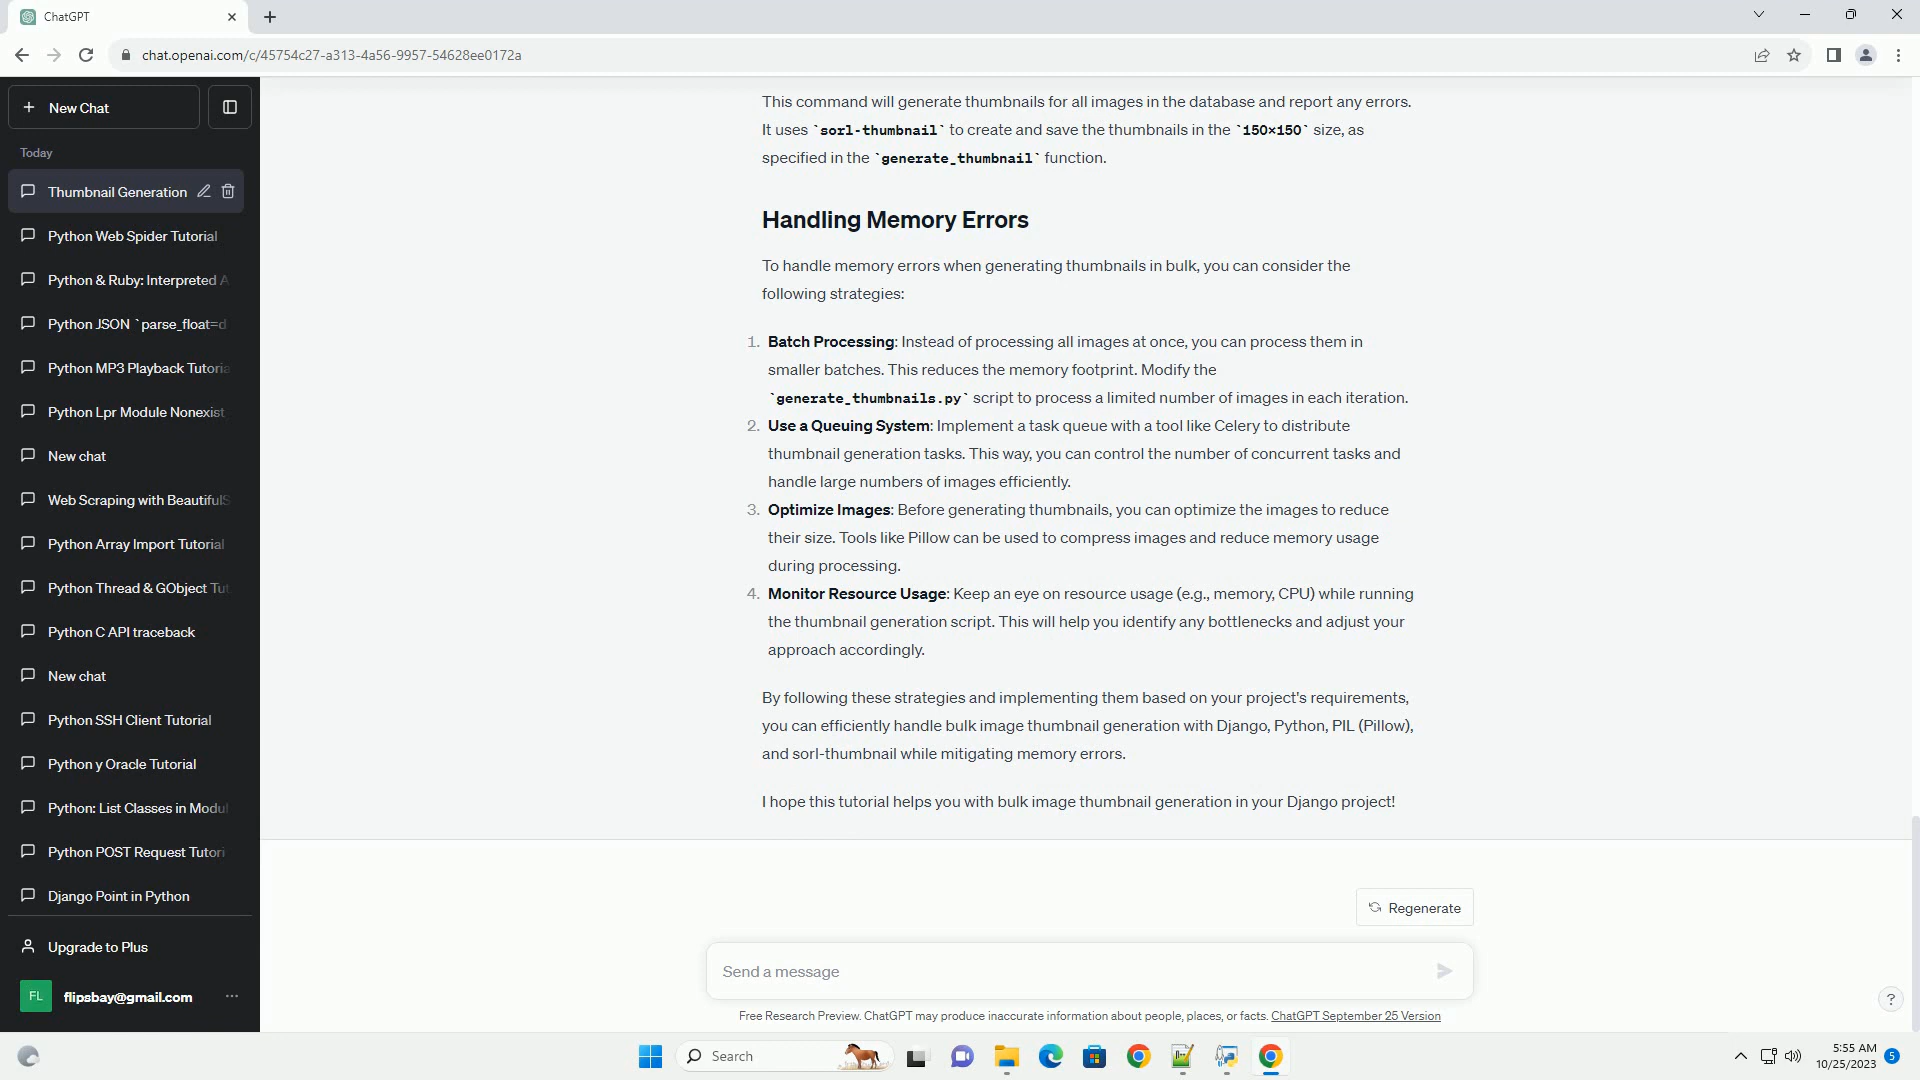 ChatGPT
chat.openai.com/c/45754c27-a313-4a56-9957-54628ee0172a
New Chat
Today
Thumbnail Generation
Python Web Spider Tutorial
Python & Ruby: Interpreted A
Python JSON `parse_float=d
Python MP3 Playback Tutoria
Python Lpr Module Nonexist
New chat
Web Scraping with BeautifulS
Python Array Import Tutorial
Python Thread & GObject Tut
Python C API traceback
New chat
Python SSH Client Tutorial
Python y Oracle Tutorial
Python: List Classes in Modul
Python POST Request Tutori
Django Point in Python
Upgrade to Plus
FL flipsbay@gmail.com
This command will generate thumbnails for all images in the database and report any errors.
It uses `sorl-thumbnail` to create and save the thumbnails in the `150×150` size, as
specified in the `generate_thumbnail` function.
Handling Memory Errors
To handle memory errors when generating thumbnails in bulk, you can consider the
following strategies:
1. Batch Processing: Instead of processing all images at once, you can process them in
smaller batches. This reduces the memory footprint. Modify the
`generate_thumbnails.py` script to process a limited number of images in each iteration.
2. Use a Queuing System: Implement a task queue with a tool like Celery to distribute
thumbnail generation tasks. This way, you can control the number of concurrent tasks and
handle large numbers of images efficiently.
3. Optimize Images: Before generating thumbnails, you can optimize the images to reduce
their size. Tools like Pillow can be used to compress images and reduce memory usage
during processing.
4. Monitor Resource Usage: Keep an eye on resource usage (e.g., memory, CPU) while running
the thumbnail generation script. This will help you identify any bottlenecks and adjust your
approach accordingly.
By following these strategies and implementing them based on your project's requirements,
you can efficiently handle bulk image thumbnail generation with Django, Python, PIL (Pillow),
and sorl-thumbnail while mitigating memory errors.
I hope this tutorial helps you with bulk image thumbnail generation in your Django project!
Regenerate
Send a message
Free Research Preview. ChatGPT may produce inaccurate information about people, places, or facts. ChatGPT September 25 Version
?
Search
5:55 AM
10/25/2023
5